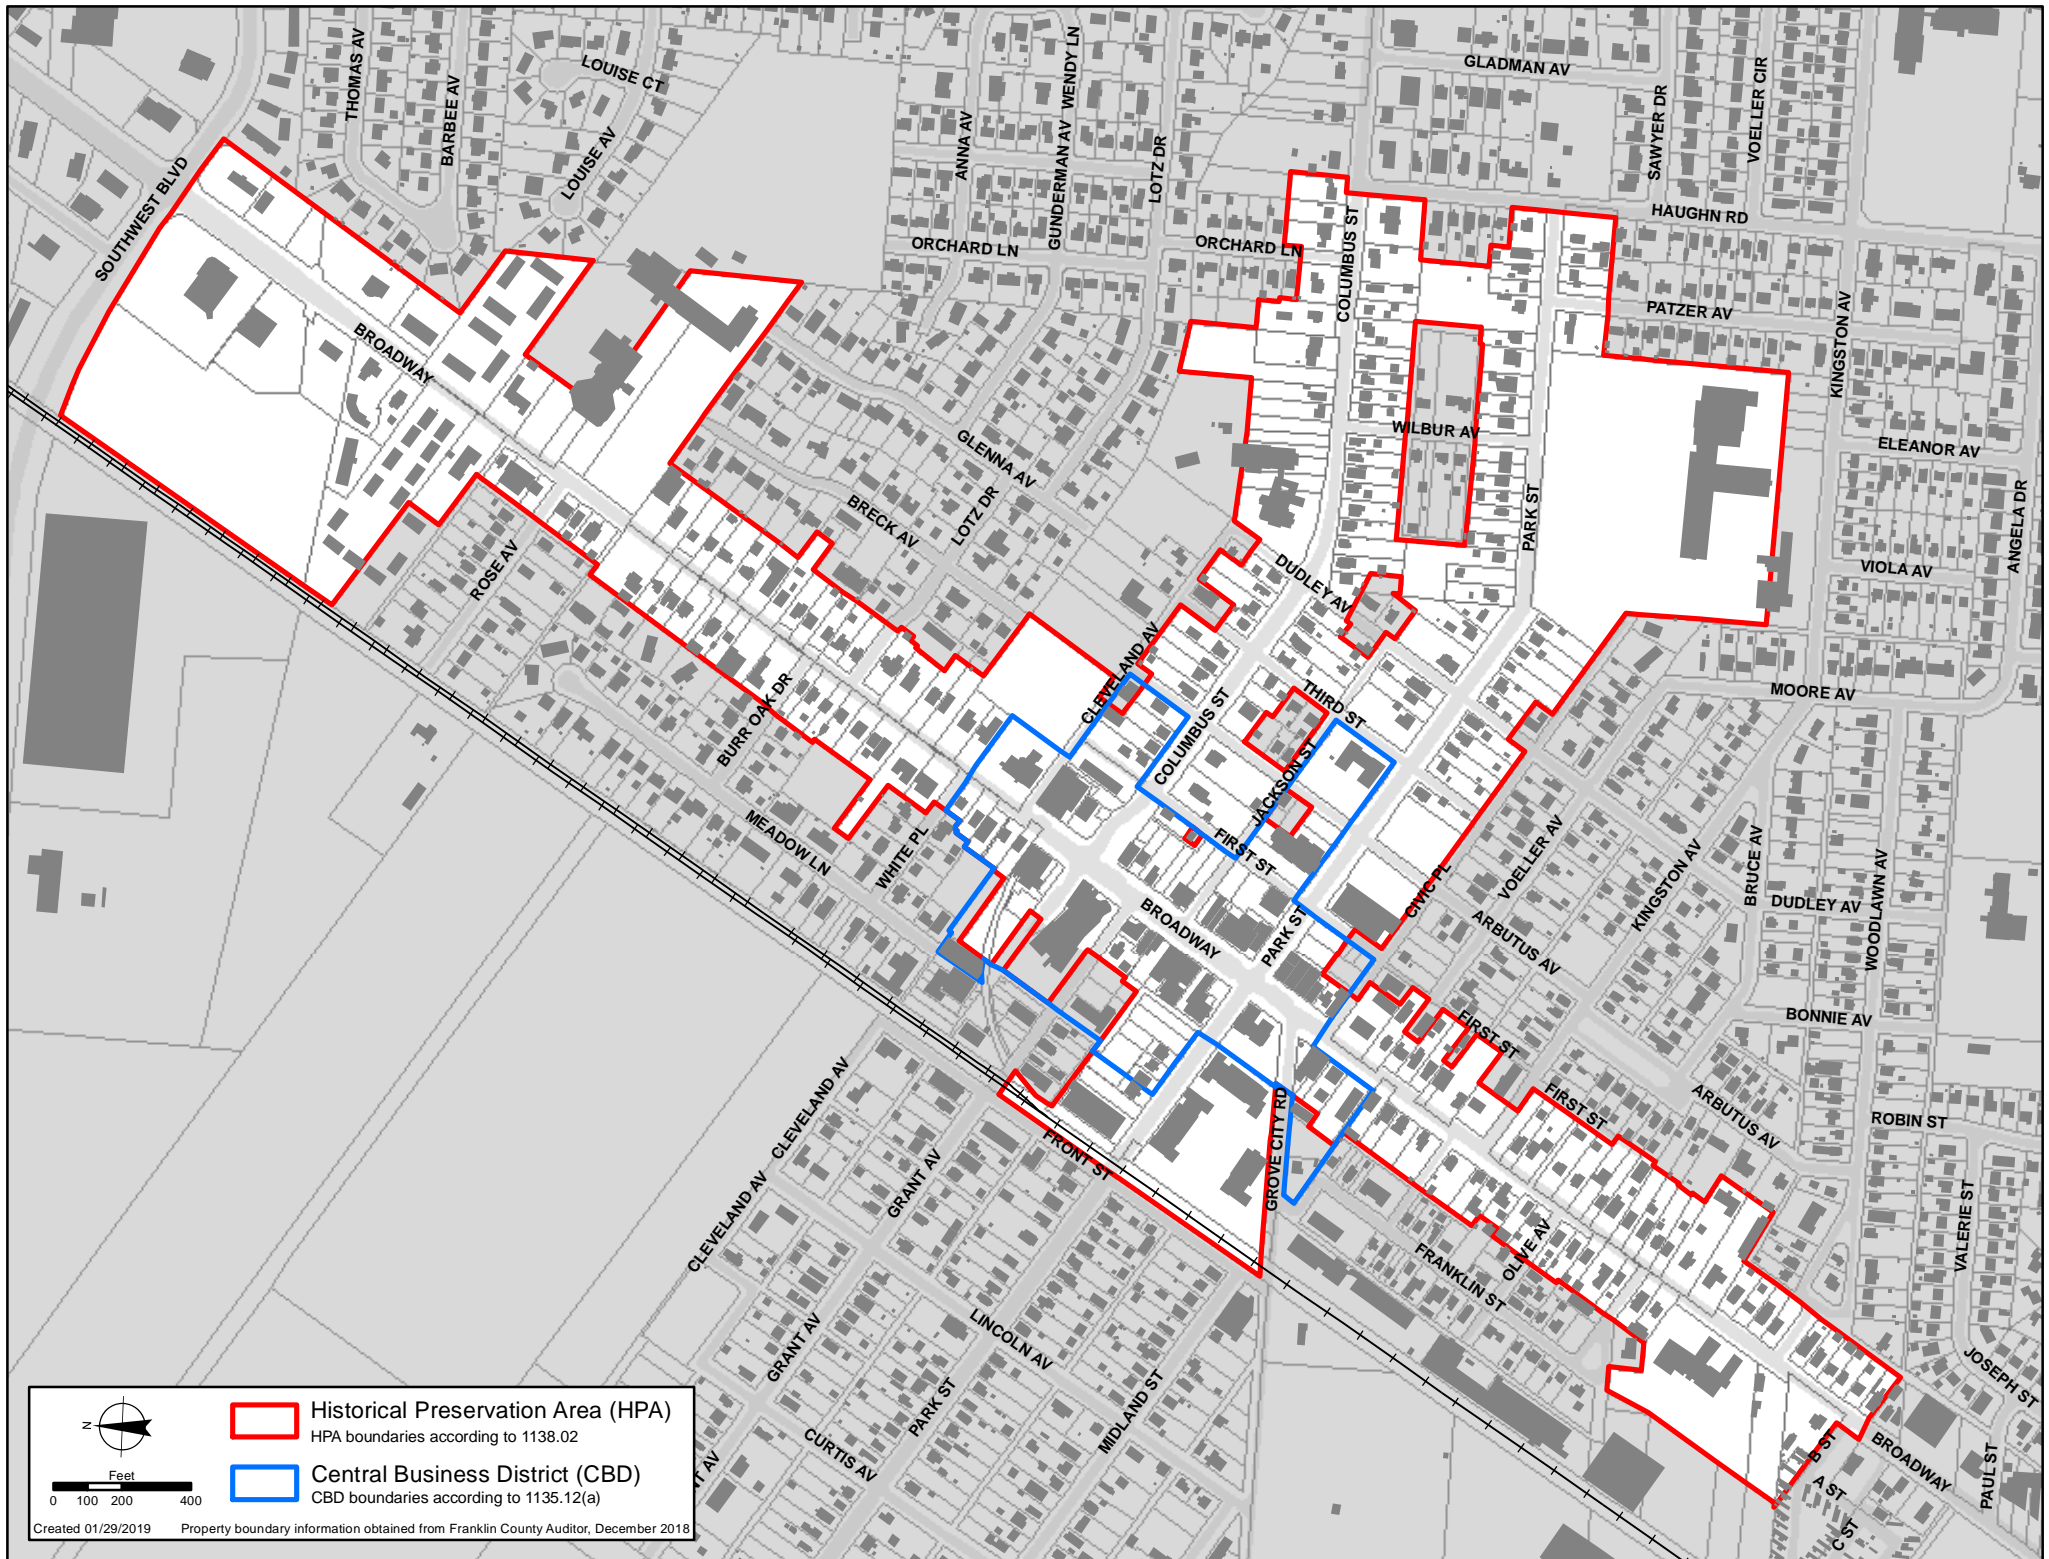 THOMAS AV
BARBEE AV
LOUISE CT
LOUISE AV
ANNA AV
GUNDERMAN AV
WENDY LN
LOTZ DR
GLADMAN AV
SAWYER DR
VOELLER CIR
SOUTHWEST BLVD
ORCHARD LN
ORCHARD LN
COLUMBUS ST
HAUGHN RD
PATZER AV
KINGSTON AV
BROADWAY
WILBUR AV
ELEANOR AV
GLENNA AV
BRECK AV
LOTZ DR
PARK ST
ANGELA DR
VIOLA AV
ROSE AV
DUDLEY AV
CLEVELAND AV
COLUMBUS ST
THIRD ST
MOORE AV
BURR OAK DR
JACKSON ST
FIRST ST
MEADOW LN
WHITE PL
BROADWAY
PARK ST
CIVIC PL
VOELLER AV
KINGSTON AV
BRUCE AV
DUDLEY AV
WOODLAWN AV
ARBUTUS AV
BONNIE AV
FIRST ST
FIRST ST
ARBUTUS AV
ROBIN ST
CLEVELAND AV
CLEVELAND AV
GRANT AV
FRONT ST
GROVE CITY RD
VALERIE ST
FRANKLIN ST
OLIVE AV
LINCOLN AV
GRANT AV
PARK ST
MIDLAND ST
CURTIS AV
NT AV
JOSEPH ST
B ST
A ST
C ST
BROADWAY
PAUL ST
N
Feet
0 100 200 400
Historical Preservation Area (HPA)
HPA boundaries according to 1138.02
Central Business District (CBD)
CBD boundaries according to 1135.12(a)
Created 01/29/2019 Property boundary information obtained from Franklin County Auditor, December 2018